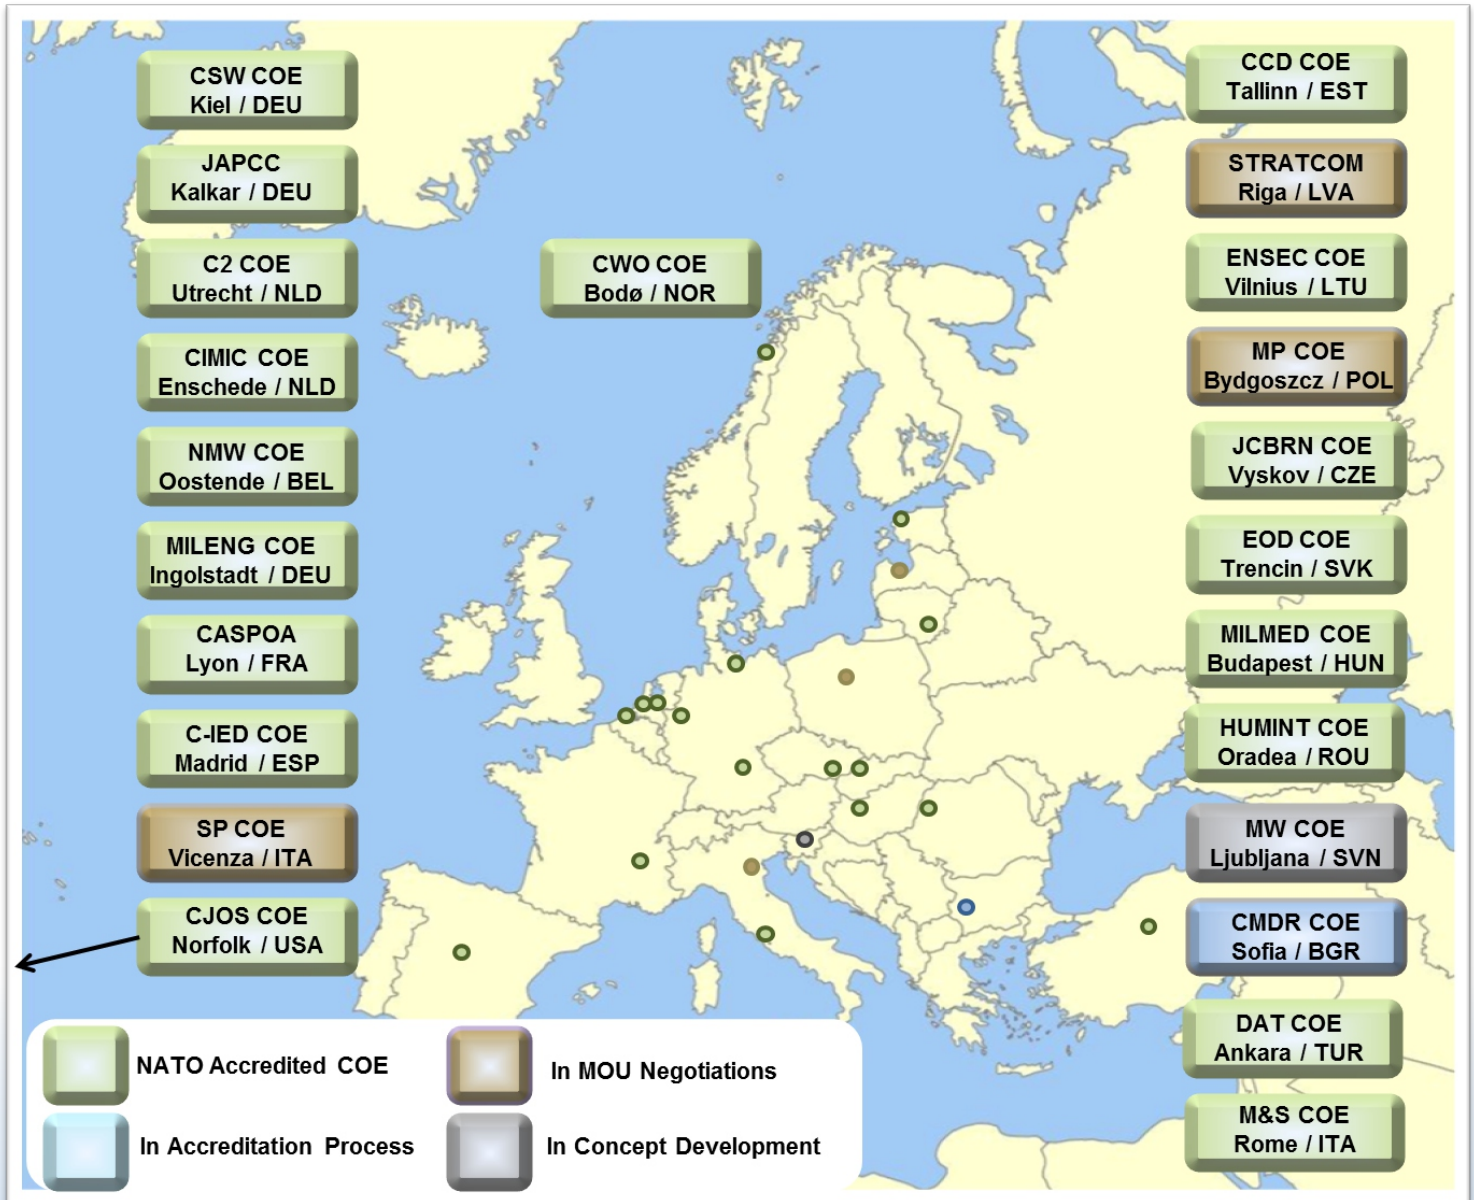 CSW COE
Kiel / DEU
JAPCC
Kalkar / DEU
C2 COE
Utrecht / NLD
CIMIC COE
Enschede / NLD
NMW COE
Oostende / BEL
MILENG COE
Ingolstadt / DEU
CASPOA
Lyon / FRA
C-IED COE
Madrid / ESP
SP COE
Vicenza / ITA
CJOS COE
Norfolk / USA
CWO COE
Bodø / NOR
CCD COE
Tallinn / EST
STRATCOM
Riga / LVA
ENSEC COE
Vilnius / LTU
MP COE
Bydgoszcz / POL
JCBRN COE
Vyskov / CZE
EOD COE
Trencin / SVK
MILMED COE
Budapest / HUN
HUMINT COE
Oradea / ROU
MW COE
Ljubljana / SVN
CMDR COE
Sofia / BGR
DAT COE
Ankara / TUR
M&S COE
Rome / ITA
NATO Accredited COE
In MOU Negotiations
In Accreditation Process
In Concept Development